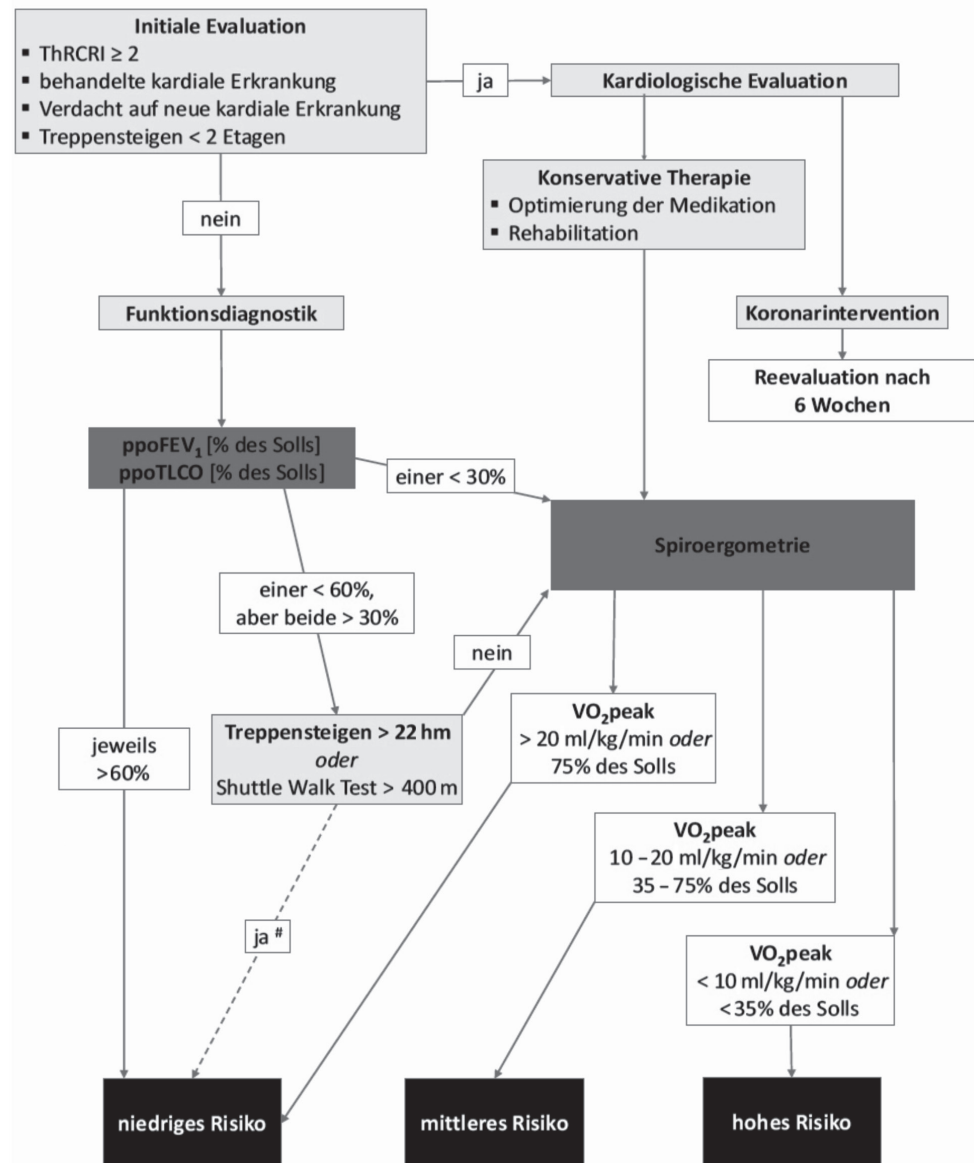 Initiale Evaluation
▪ ThRCRI ≥ 2
▪ behandelte kardiale Erkrankung
▪ Verdacht auf neue kardiale Erkrankung
▪ Treppensteigen < 2 Etagen
ja
Kardiologische Evaluation
Konservative Therapie
▪ Optimierung der Medikation
▪ Rehabilitation
nein
Funktionsdiagnostik
Koronarintervention
Reevaluation nach
6 Wochen
ppoFEV₁ [% des Solls]
ppoTLCO [% des Solls]
einer < 30%
Spiroergometrie
einer < 60%,
aber beide > 30%
nein
jeweils
>60%
Treppensteigen > 22 hm
oder
Shuttle Walk Test > 400 m
VO₂peak
> 20 ml/kg/min oder
75% des Solls
VO₂peak
10 – 20 ml/kg/min oder
35 – 75% des Solls
ja #
VO₂peak
< 10 ml/kg/min oder
<35% des Solls
niedriges Risiko
mittleres Risiko
hohes Risiko